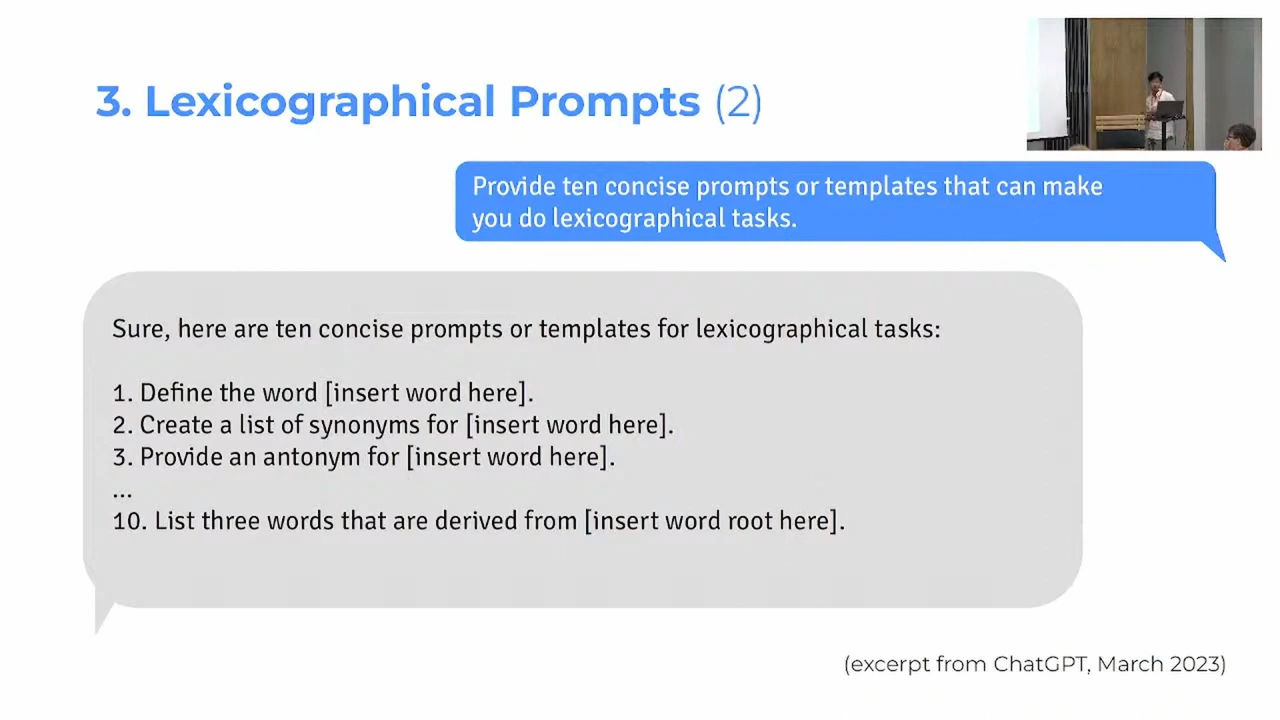 3. Lexicographical Prompts (2)
Provide ten concise prompts or templates that can make
you do lexicographical tasks.
Sure, here are ten concise prompts or templates for lexicographical tasks:
1. Define the word [insert word here].
2. Create a list of synonyms for [insert word here].
3. Provide an antonym for [insert word here].
...
10. List three words that are derived from [insert word root here].
(excerpt from ChatGPT, March 2023)